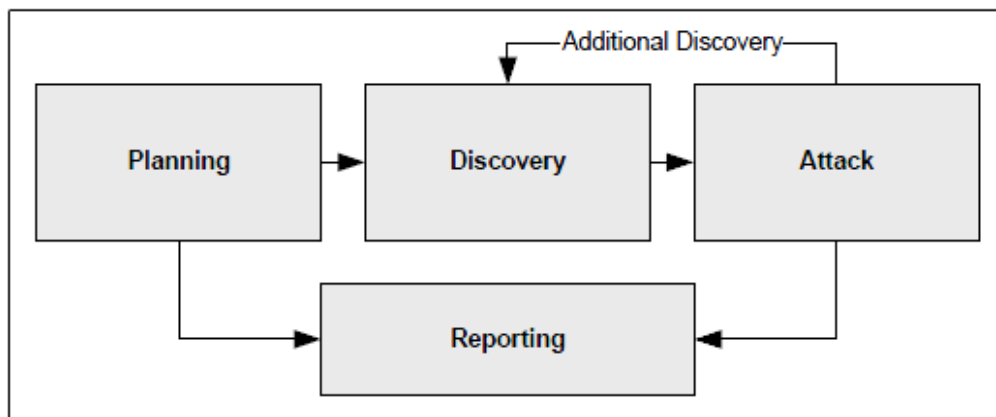 Additional Discovery
Planning
Discovery
Attack
Reporting